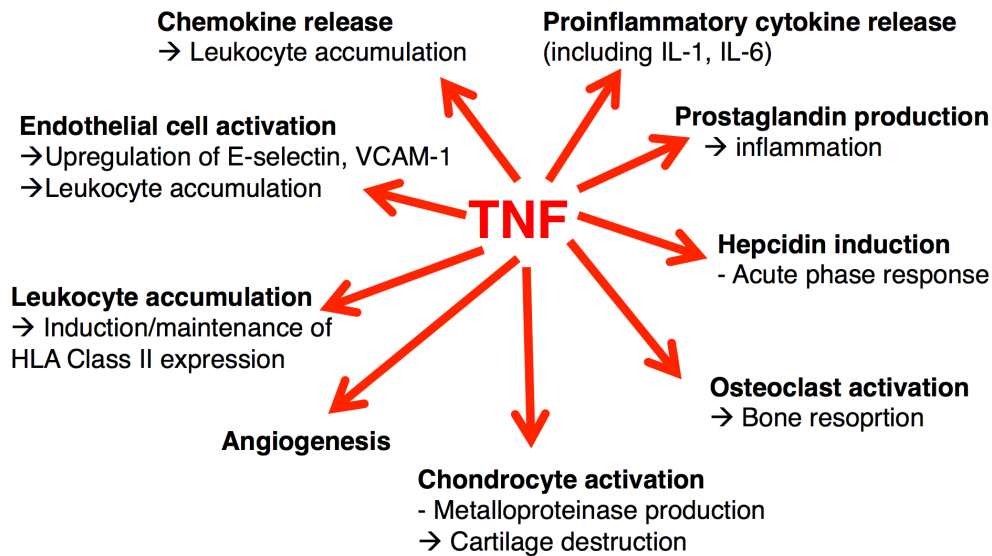 Chemokine release
→ Leukocyte accumulation
Proinflammatory cytokine release
(including IL-1, IL-6)
Endothelial cell activation
→Upregulation of E-selectin, VCAM-1
→Leukocyte accumulation
Prostaglandin production
→ inflammation
TNF
Hepcidin induction
- Acute phase response
Leukocyte accumulation
→ Induction/maintenance of
HLA Class II expression
Osteoclast activation
→ Bone resoprtion
Angiogenesis
Chondrocyte activation
- Metalloproteinase production
→ Cartilage destruction